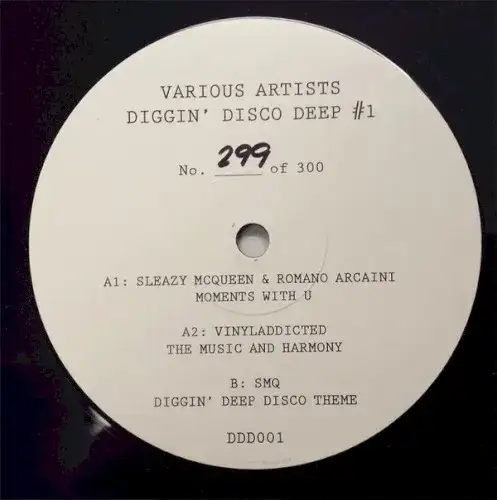 VARIOUS ARTISTS
DIGGIN' DISCO DEEP #1
No. 299 of 300
A1: SLEAZY MCQUEEN & ROMANO ARCAINI
MOMENTS WITH U
A2: VINYLADDICTED
THE MUSIC AND HARMONY
B: SMQ
DIGGIN' DEEP DISCO THEME
DDD001